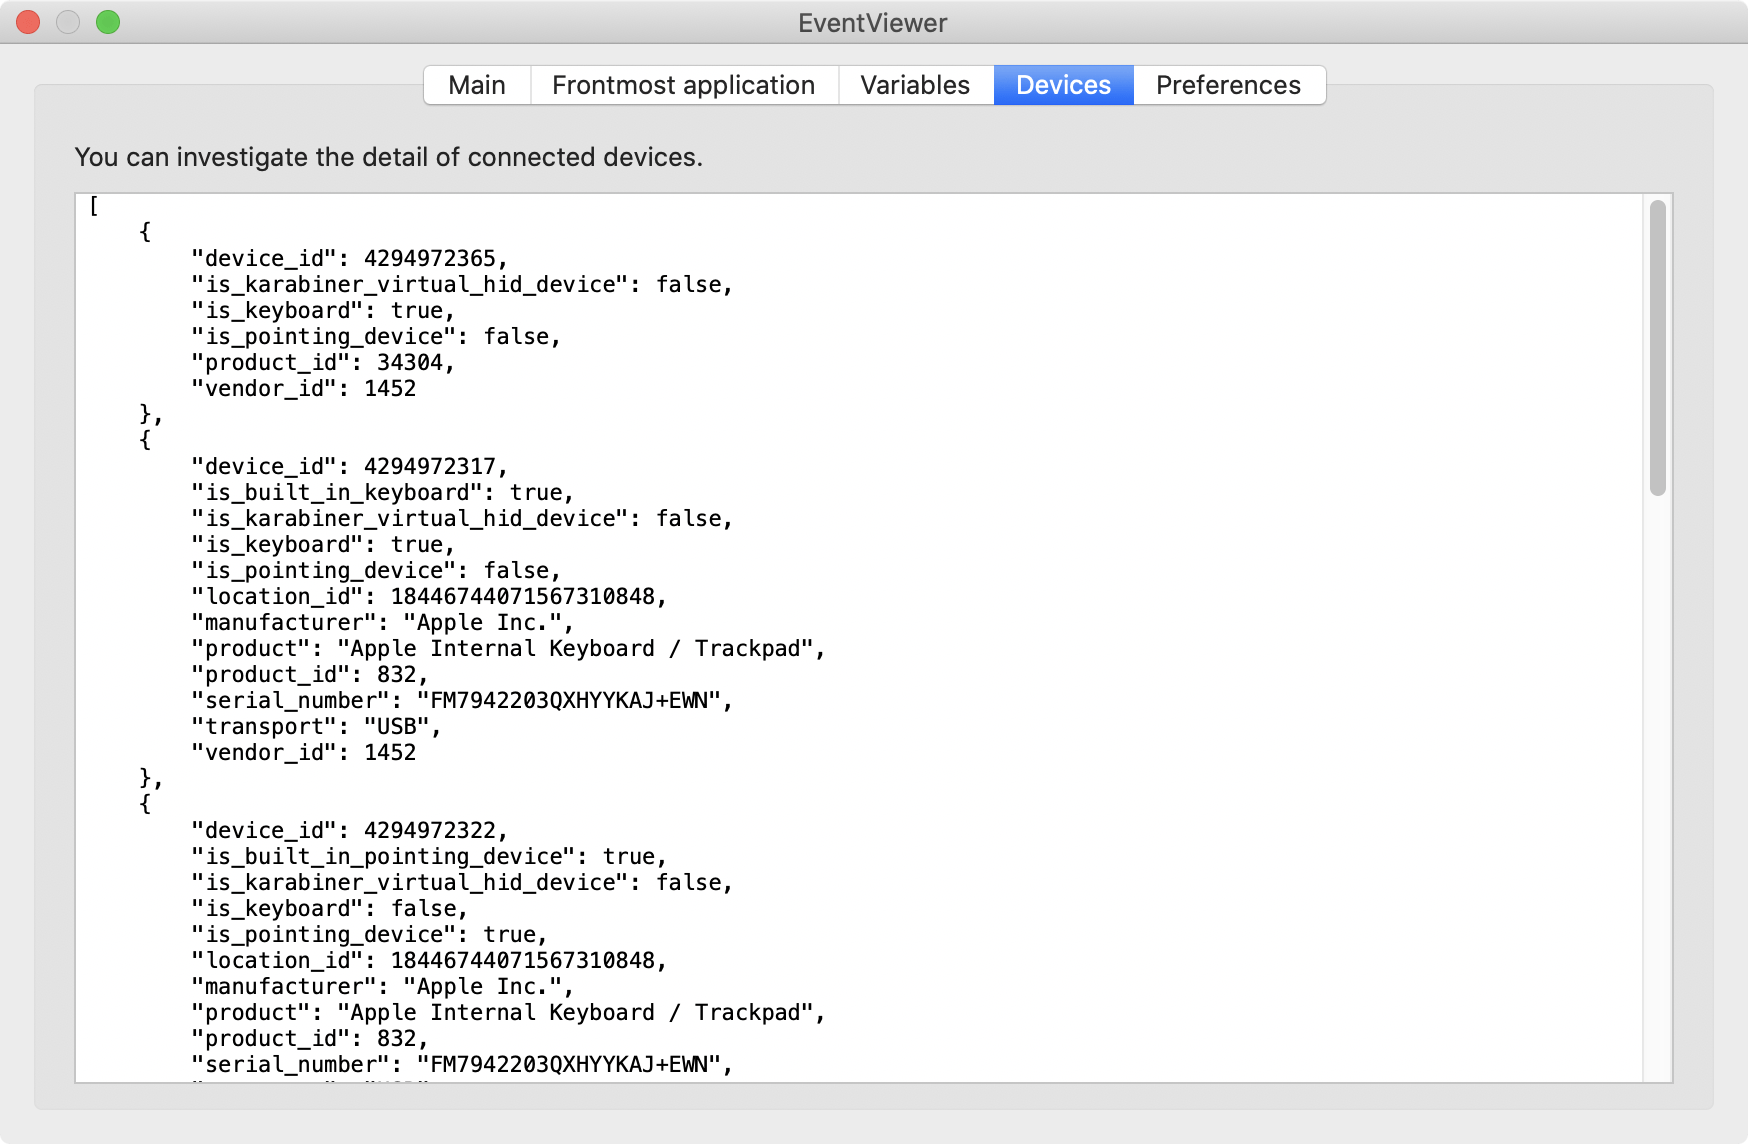 EventViewer
Main Frontmost application Variables Devices Preferences
You can investigate the detail of connected devices.
[
{
"device_id": 4294972365,
"is_karabiner_virtual_hid_device": false,
"is_keyboard": true,
"is_pointing_device": false,
"product_id": 34304,
"vendor_id": 1452
},
{
"device_id": 4294972317,
"is_built_in_keyboard": true,
"is_karabiner_virtual_hid_device": false,
"is_keyboard": true,
"is_pointing_device": false,
"location_id": 18446744071567310848,
"manufacturer": "Apple Inc.",
"product": "Apple Internal Keyboard / Trackpad",
"product_id": 832,
"serial_number": "FM7942203QXHYYKAJ+EWN",
"transport": "USB",
"vendor_id": 1452
},
{
"device_id": 4294972322,
"is_built_in_pointing_device": true,
"is_karabiner_virtual_hid_device": false,
"is_keyboard": false,
"is_pointing_device": true,
"location_id": 18446744071567310848,
"manufacturer": "Apple Inc.",
"product": "Apple Internal Keyboard / Trackpad",
"product_id": 832,
"serial_number": "FM7942203QXHYYKAJ+EWN",